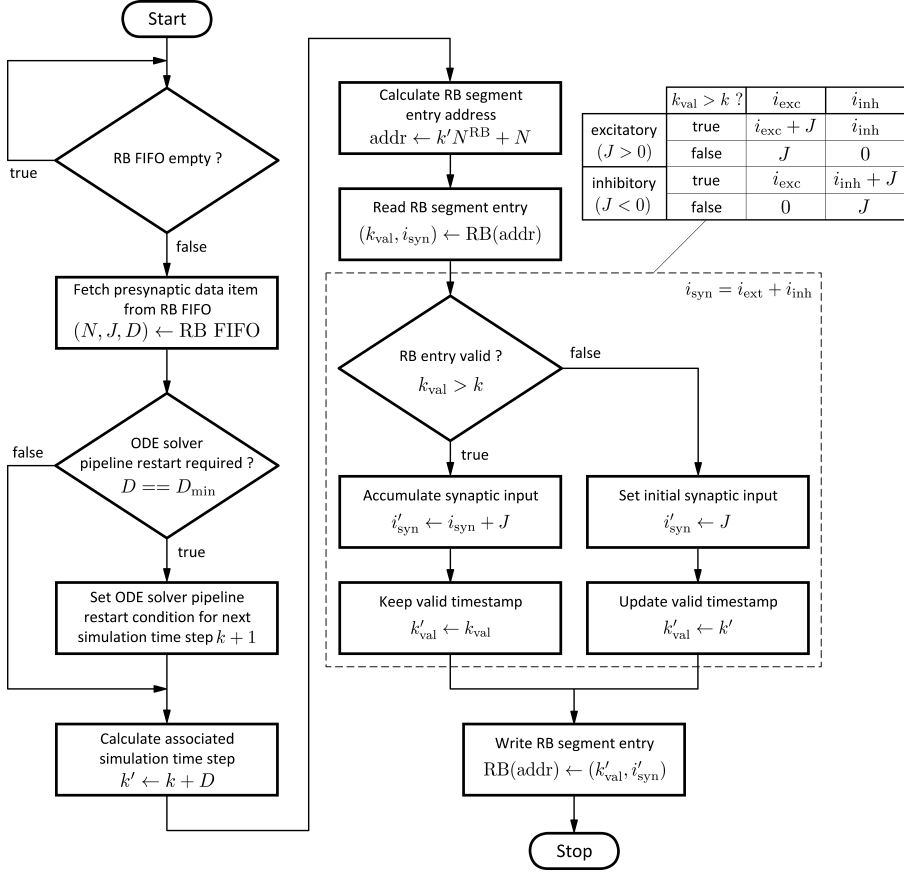 Start
RB FIFO empty ?
true
false
Fetch presynaptic data item
from RB FIFO
(N, J, D) ← RB FIFO
ODE solver
pipeline restart required ?
D == D_min
false
true
Set ODE solver pipeline
restart condition for next
simulation time step k + 1
Calculate associated
simulation time step
k′ ← k + D
Calculate RB segment
entry address
addr ← k′N^RB + N
Read RB segment entry
(k_val, i_syn) ← RB(addr)
k_val > k ? i_exc i_inh
excitatory (J > 0) true i_exc + J i_inh
false J 0
inhibitory (J < 0) true i_exc i_inh + J
false 0 J
i_syn = i_ext + i_inh
RB entry valid ?
k_val > k
false
true
Accumulate synaptic input
i′_syn ← i_syn + J
Set initial synaptic input
i′_syn ← J
Keep valid timestamp
k′_val ← k_val
Update valid timestamp
k′_val ← k′
Write RB segment entry
RB(addr) ← (k′_val, i′_syn)
Stop